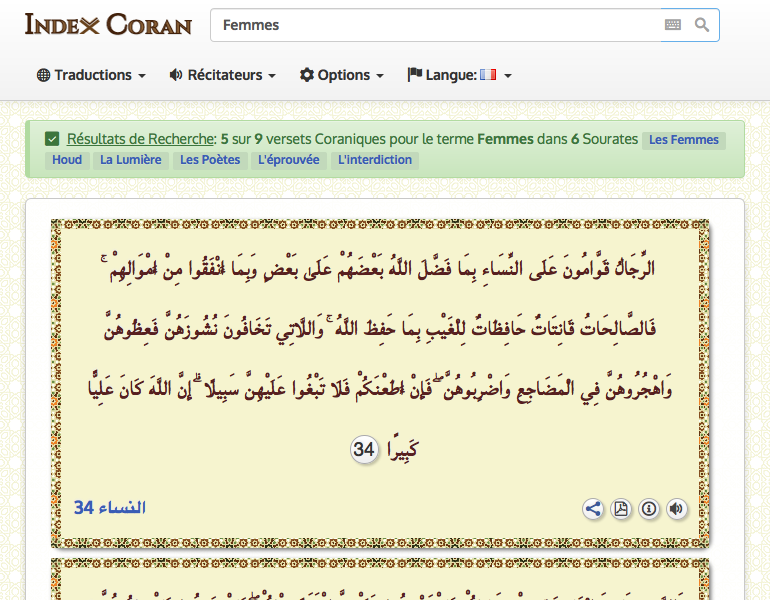 Index Coran
Femmes
Traductions Récitateurs Options Langue:
Résultats de Recherche: 5 sur 9 versets Coraniques pour le terme Femmes dans 6 Sourates Les Femmes
Houd La Lumière Les Poètes L'éprouvée L'interdiction
الرِّجَالُ قَوَّامُونَ عَلَى النِّسَاءِ بِمَا فَضَّلَ اللَّهُ بَعْضَهُمْ عَلَىٰ بَعْضٍ وَبِمَا أَنْفَقُوا مِنْ أَمْوَالِهِمْ ۚ
فَالصَّالِحَاتُ قَانِتَاتٌ حَافِظَاتٌ لِلْغَيْبِ بِمَا حَفِظَ اللَّهُ ۚ وَاللَّاتِي تَخَافُونَ نُشُوزَهُنَّ فَعِظُوهُنَّ
وَاهْجُرُوهُنَّ فِي الْمَضَاجِعِ وَاضْرِبُوهُنَّ ۖ فَإِنْ أَطَعْنَكُمْ فَلَا تَبْغُوا عَلَيْهِنَّ سَبِيلًا ۗ إِنَّ اللَّهَ كَانَ عَلِيًّا
كَبِيرًا 34
النساء 34